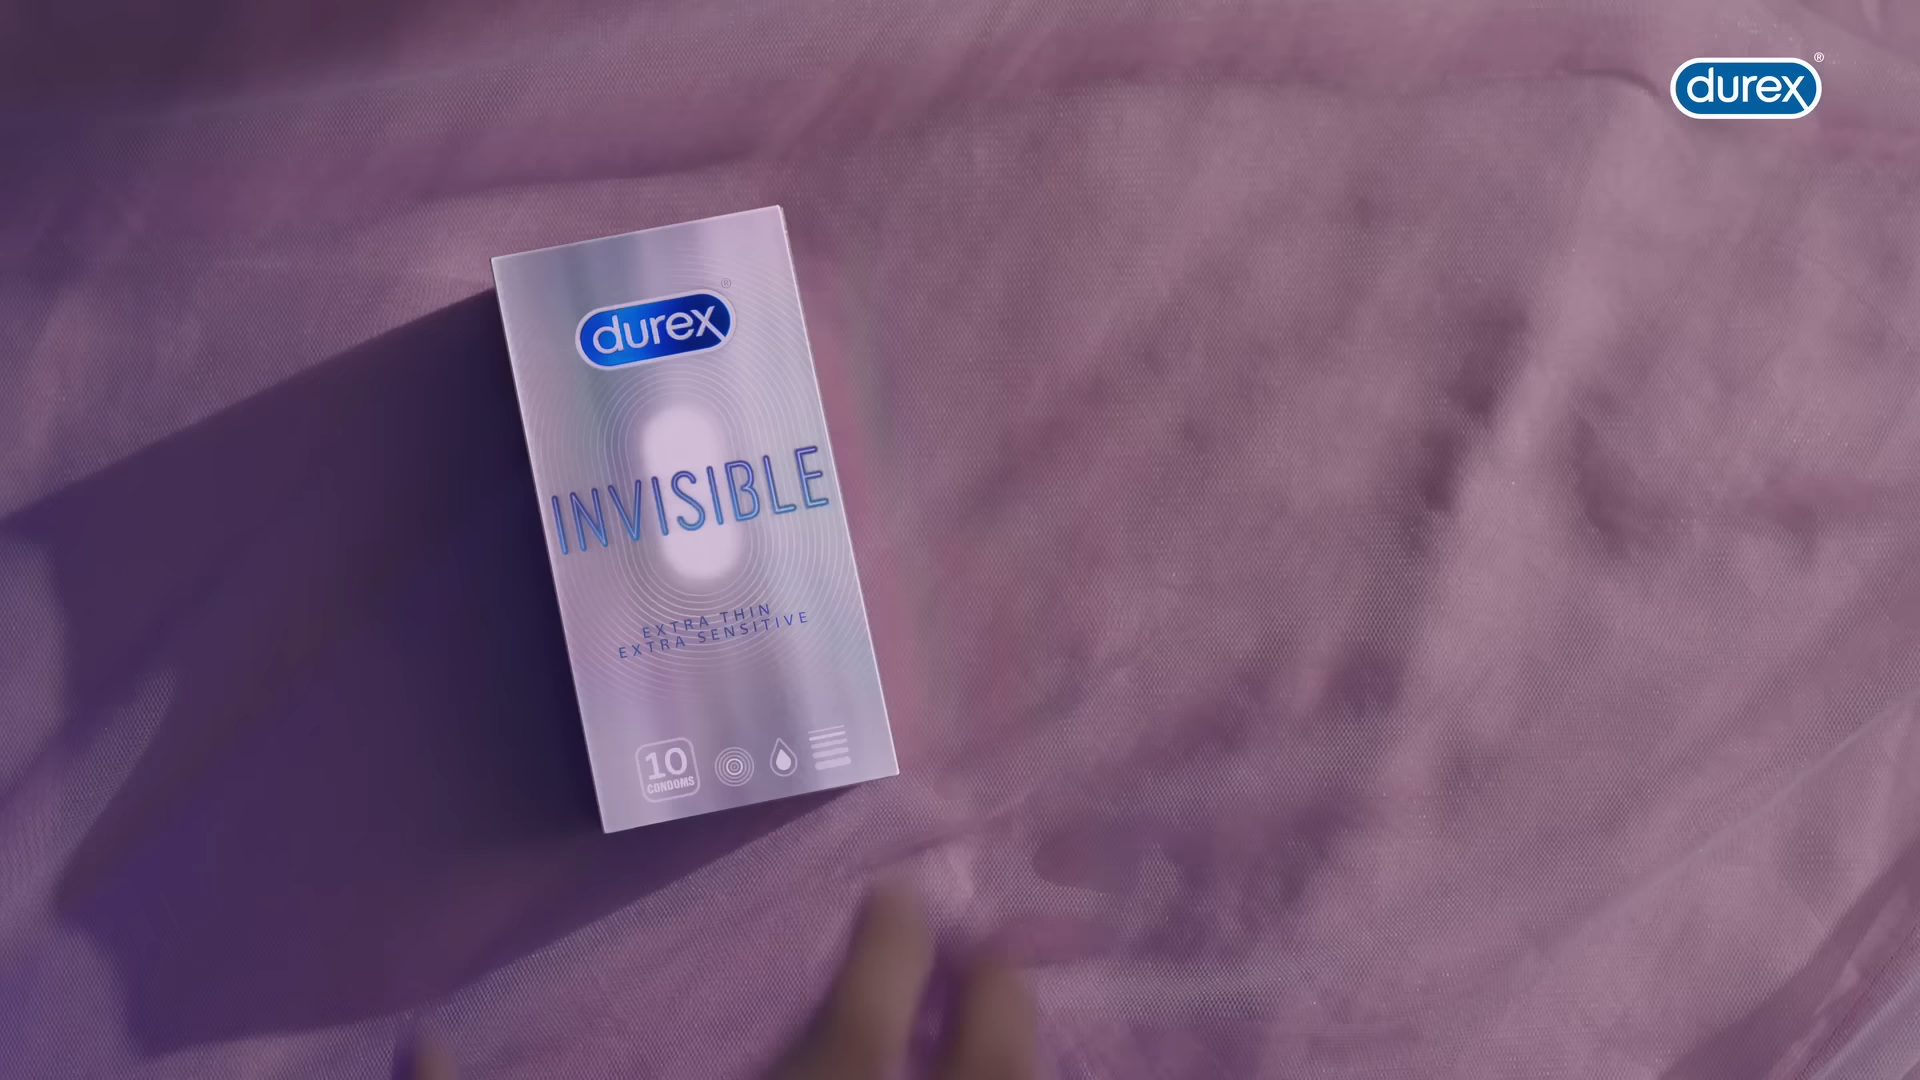 durex®
durex®
INVISIBLE
EXTRA THIN
EXTRA SENSITIVE
10
CONDOMS